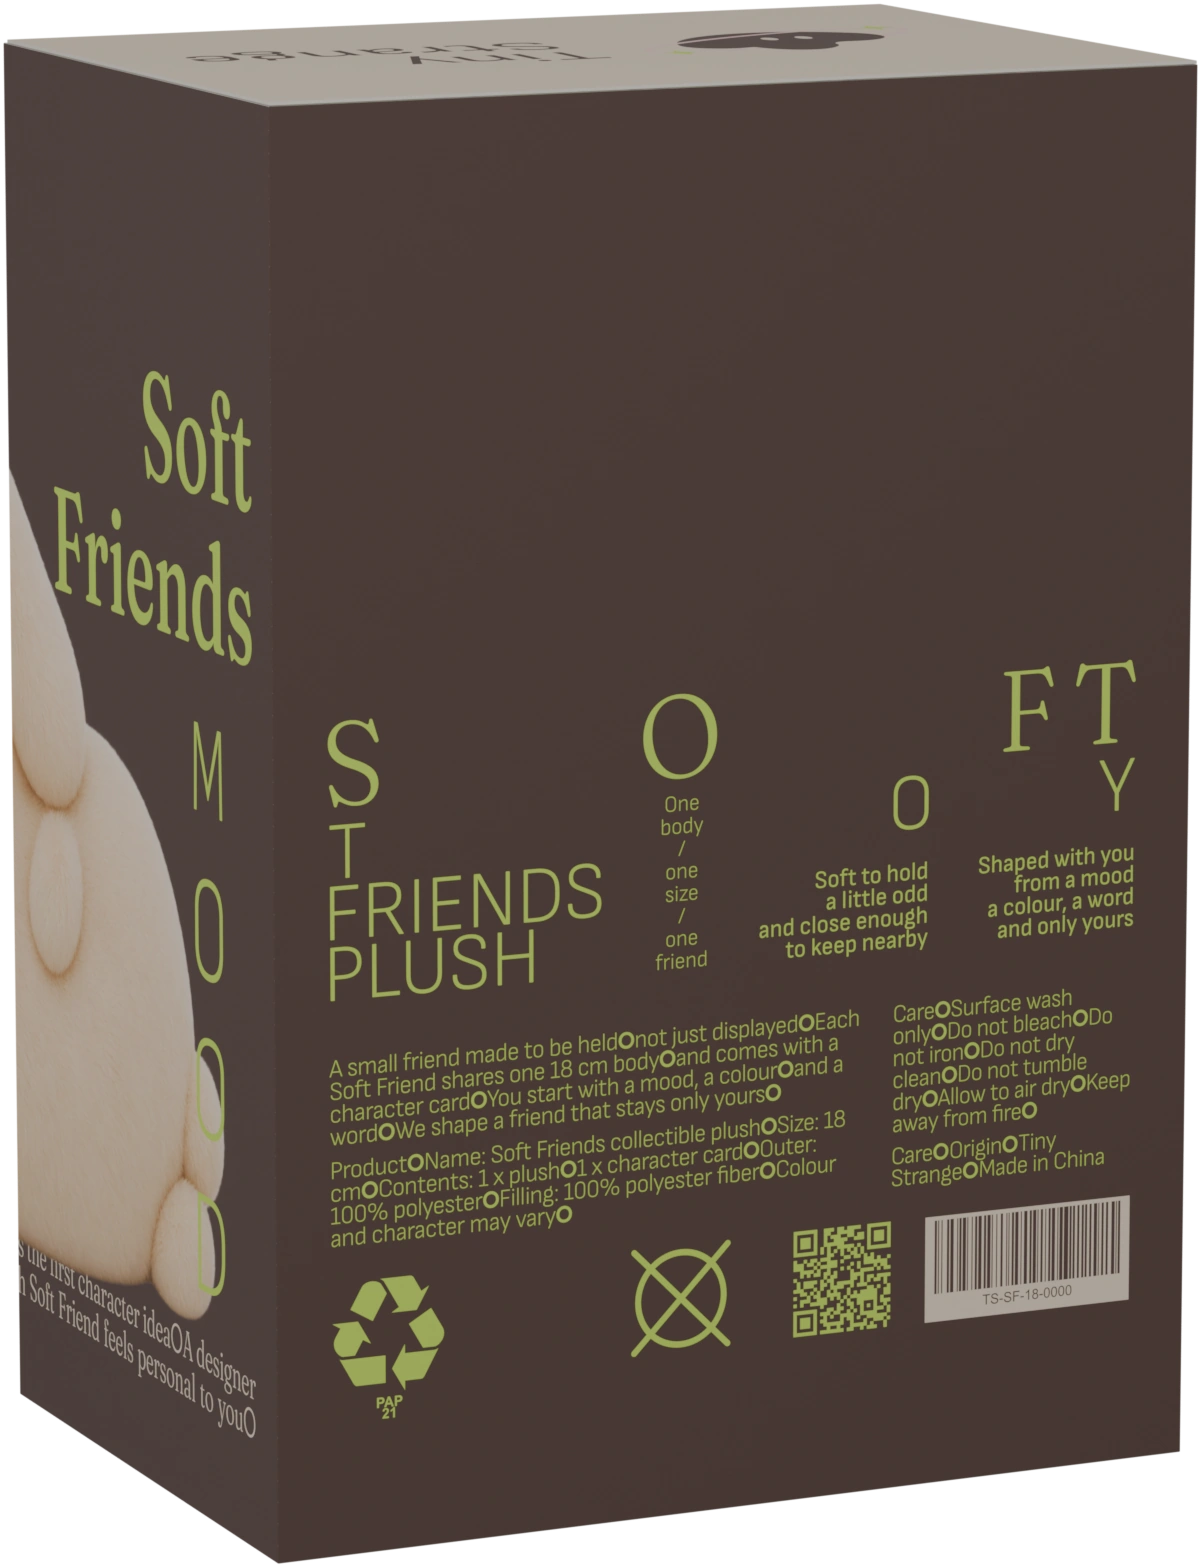 Tiny
Strange
Soft
Friends
M
O
O
D
s the first character ideaOA designer
h Soft Friend feels personal to youO
S O F T
T O Y
FRIENDS
PLUSH
One
body
/
one
size
/
one
friend
Soft to hold
a little odd
and close enough
to keep nearby
Shaped with you
from a mood
a colour, a word
and only yours
A small friend made to be heldOnot just displayedOEach
Soft Friend shares one 18 cm bodyOand comes with a
character cardOYou start with a mood, a colourOand a
wordOWe shape a friend that stays only yoursO
ProductOName: Soft Friends collectible plushOSize: 18
cmOContents: 1 x plushO1 x character cardOOuter:
100% polyesterOFilling: 100% polyester fiberOColour
and character may varyO
CareOSurface wash
onlyODo not bleachODo
not ironODo not dry
cleanODo not tumble
dryOAllow to air dryOKeep
away from fireO
CareOOriginOTiny
StrangeOMade in China
PAP
21
TS-SF-18-0000